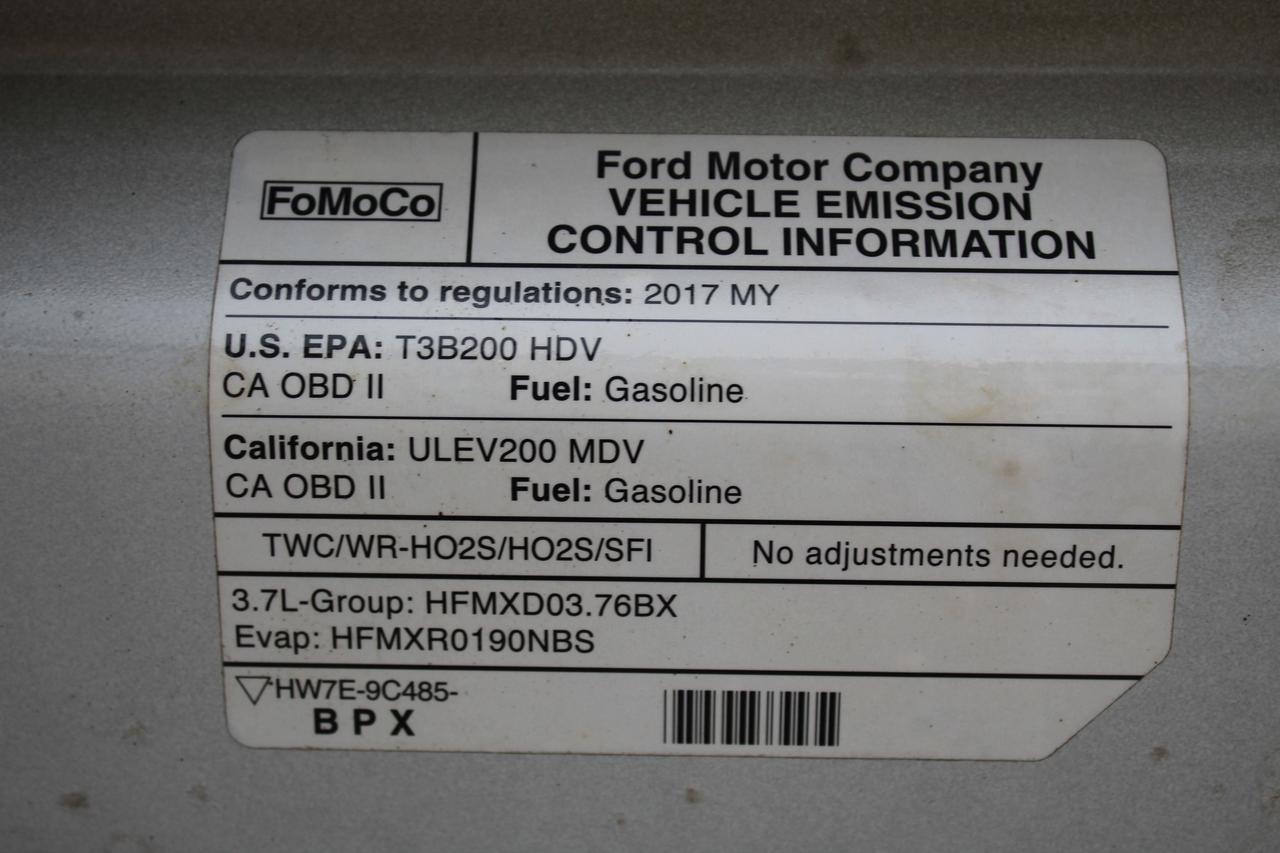 FoMoCo
Ford Motor Company
VEHICLE EMISSION
CONTROL INFORMATION
Conforms to regulations: 2017 MY
U.S. EPA: T3B200 HDV
CA OBD II Fuel: Gasoline
California: ULEV200 MDV
CA OBD II Fuel: Gasoline
TWC/WR-HO2S/HO2S/SFI
No adjustments needed.
3.7L-Group: HFMXD03.76BX
Evap: HFMXR0190NBS
HW7E-9C485-
B P X